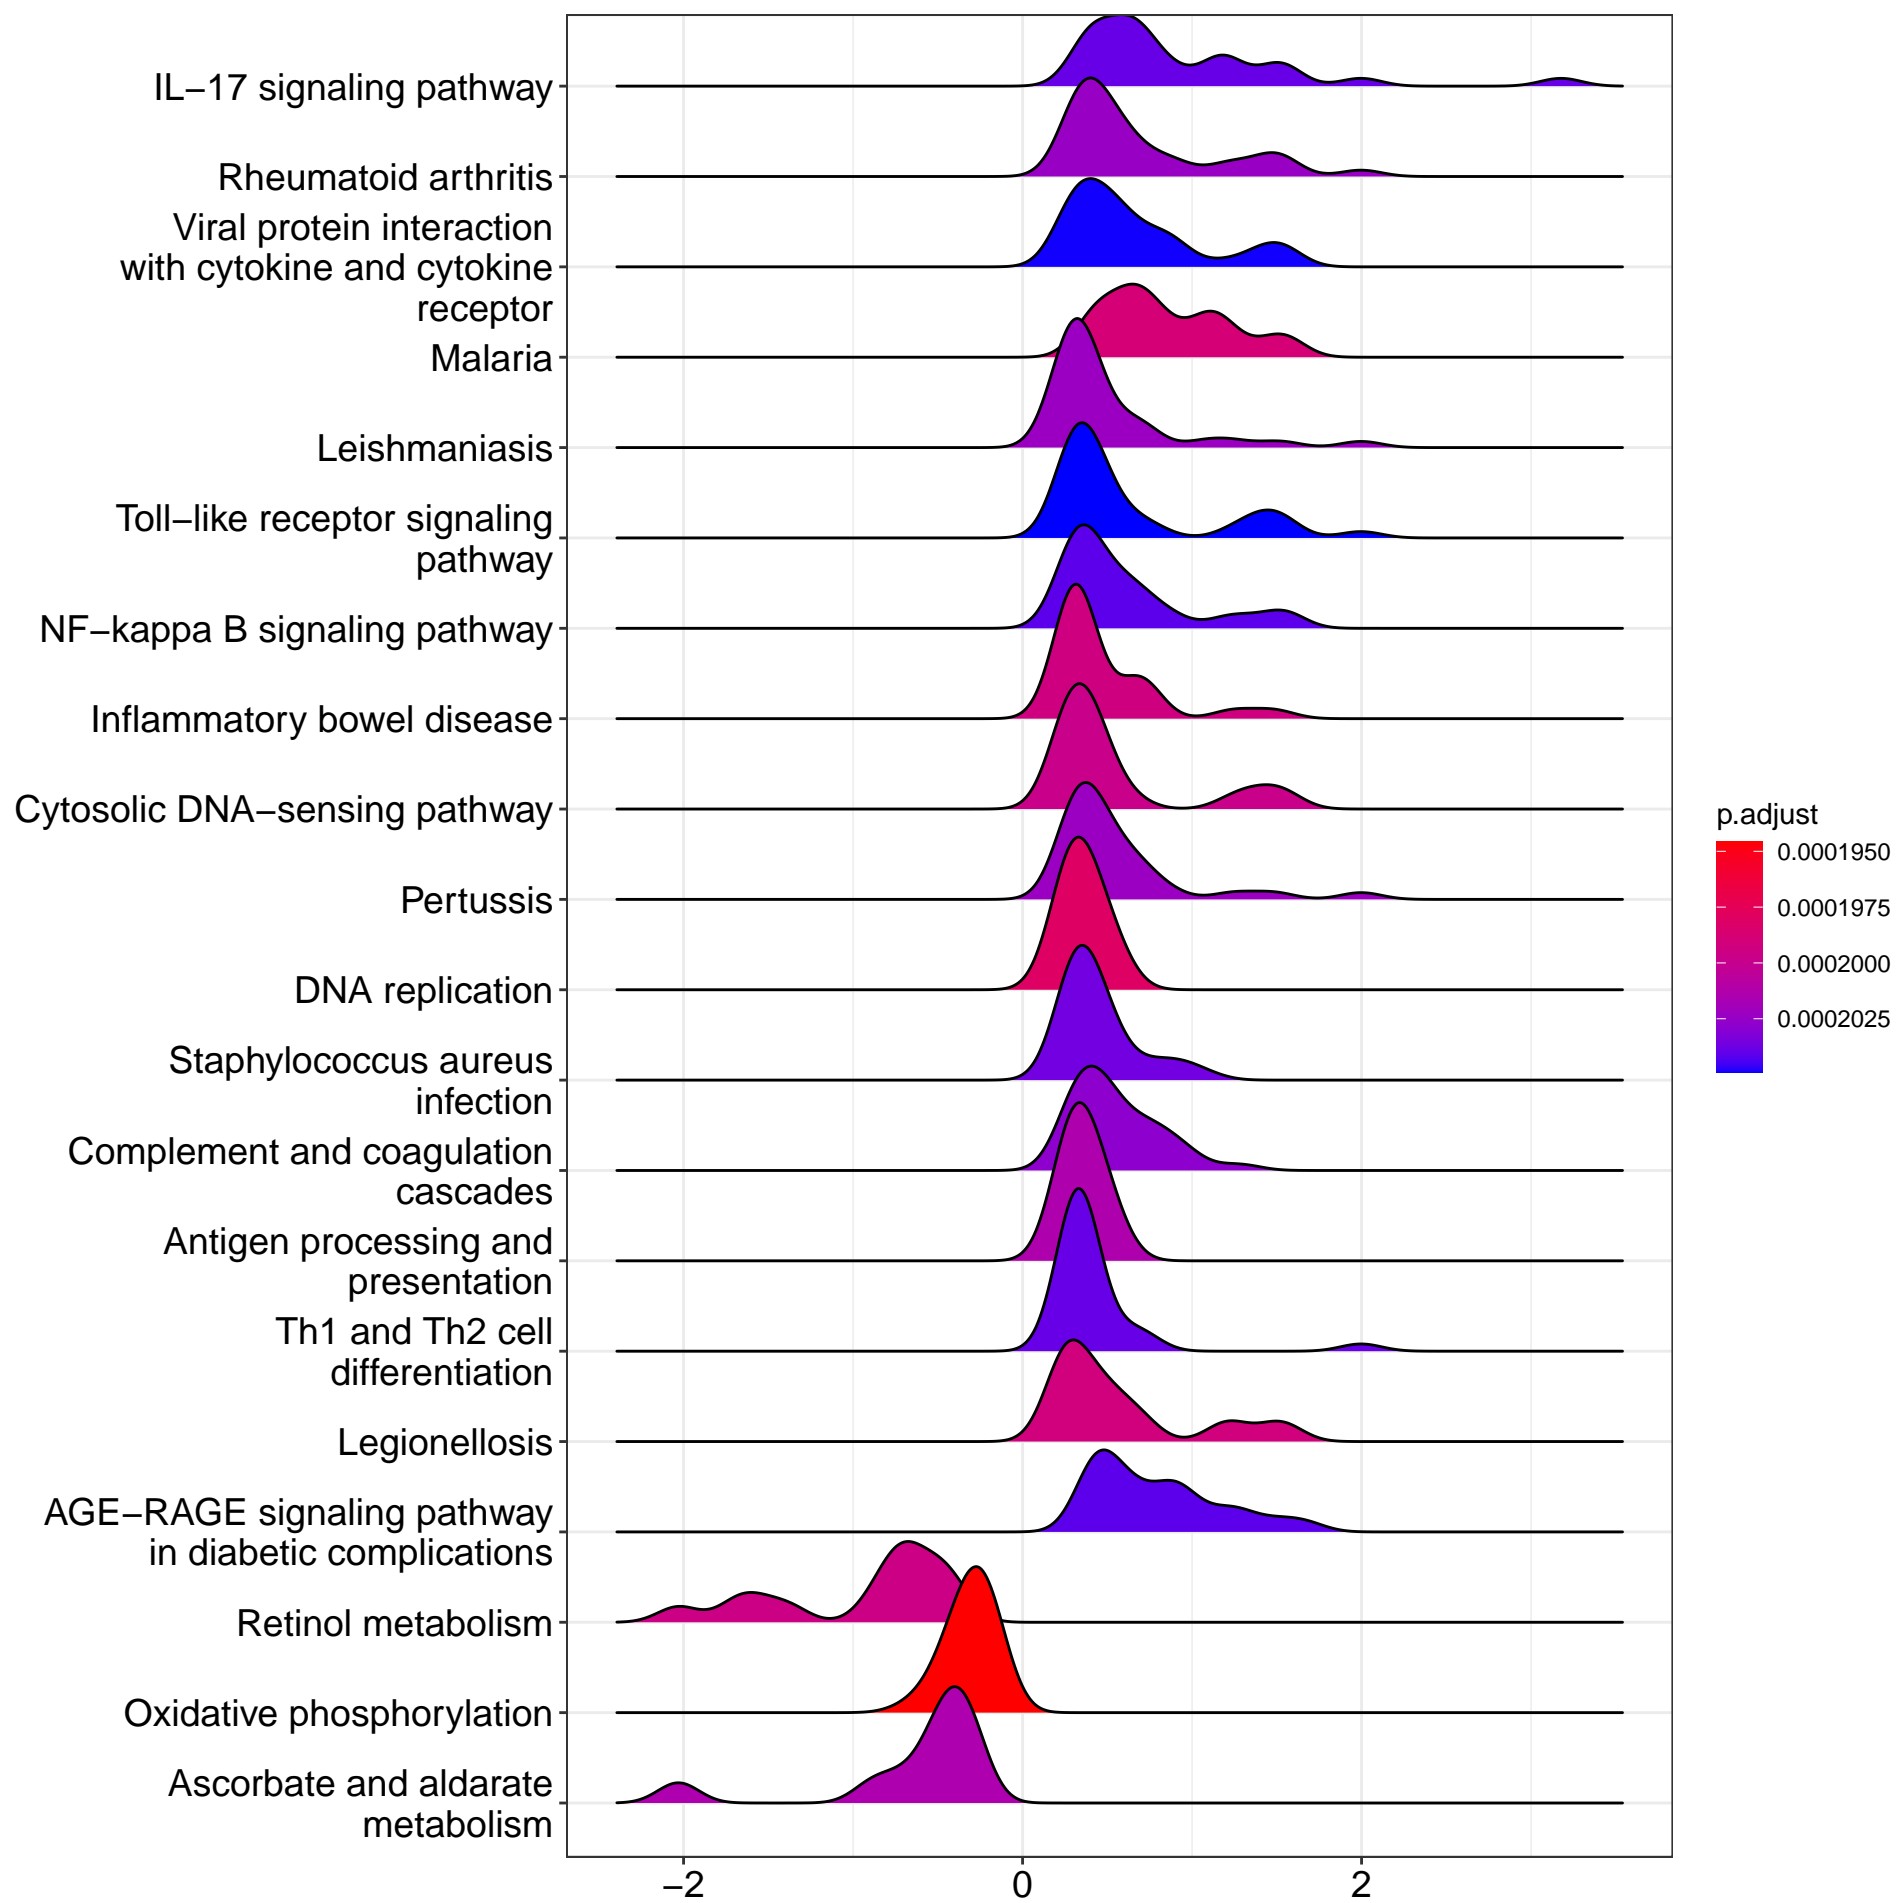 IL−17 signaling pathway
Rheumatoid arthritis
Viral protein interaction
with cytokine and cytokine
receptor
Malaria
Leishmaniasis
Toll−like receptor signaling
pathway
NF−kappa B signaling pathway
Inflammatory bowel disease
Cytosolic DNA−sensing pathway
Pertussis
DNA replication
Staphylococcus aureus
infection
Complement and coagulation
cascades
Antigen processing and
presentation
Th1 and Th2 cell
differentiation
Legionellosis
AGE−RAGE signaling pathway
in diabetic complications
Retinol metabolism
Oxidative phosphorylation
Ascorbate and aldarate
metabolism
−2 0 2
p.adjust
0.0001950
0.0001975
0.0002000
0.0002025